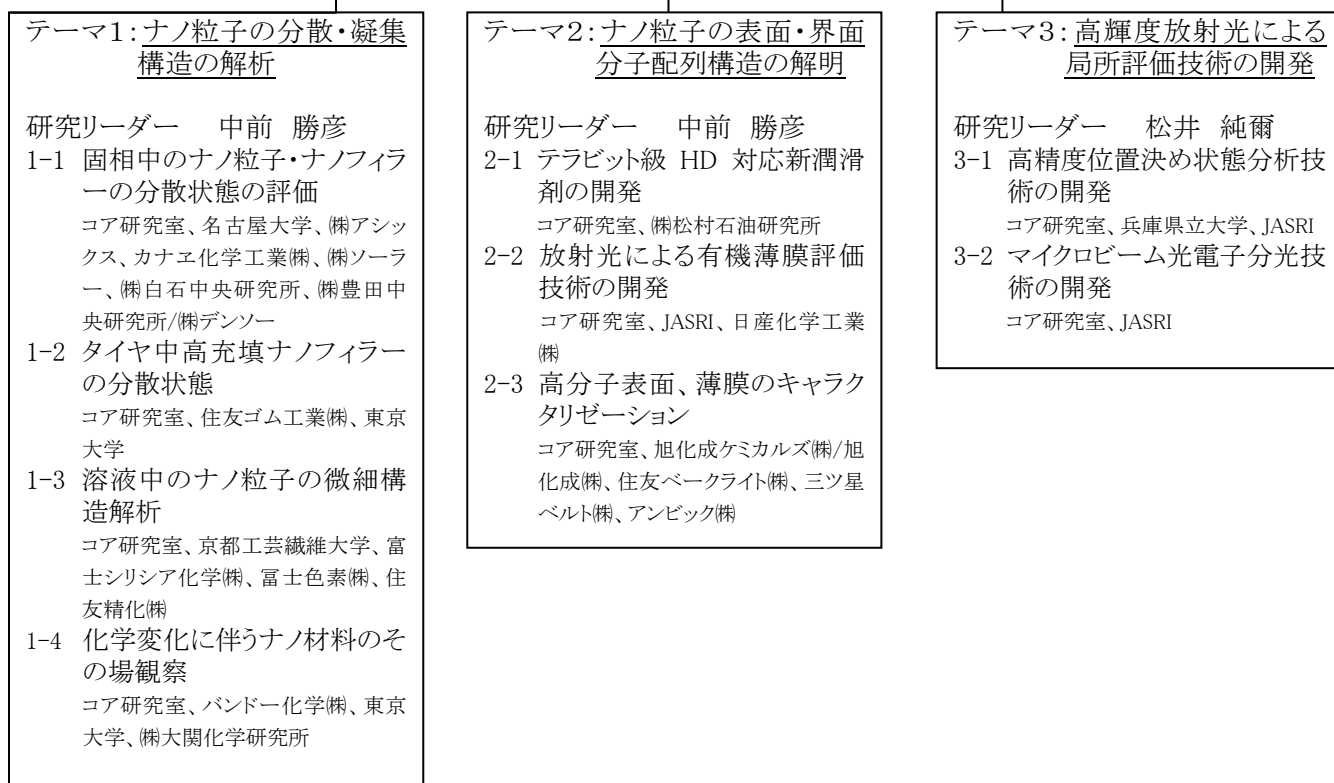 テーマ1:ナノ粒子の分散・凝集
構造の解析
研究リーダー 中前 勝彦
1-1 固相中のナノ粒子・ナノフィラ
ーの分散状態の評価
コア研究室、名古屋大学、㈱アシッ
クス、カナヱ化学工業㈱、㈱ソーラ
ー、㈱白石中央研究所、㈱豊田中
央研究所/㈱デンソー
1-2 タイヤ中高充填ナノフィラー
の分散状態
コア研究室、住友ゴム工業㈱、東京
大学
1-3 溶液中のナノ粒子の微細構
造解析
コア研究室、京都工芸繊維大学、富
士シリシア化学㈱、冨士色素㈱、住
友精化㈱
1-4 化学変化に伴うナノ材料のそ
の場観察
コア研究室、バンドー化学㈱、東京
大学、㈱大関化学研究所
テーマ2:ナノ粒子の表面・界面
分子配列構造の解明
研究リーダー 中前 勝彦
2-1 テラビット級 HD 対応新潤滑
剤の開発
コア研究室、㈱松村石油研究所
2-2 放射光による有機薄膜評価
技術の開発
コア研究室、JASRI、日産化学工業
㈱
2-3 高分子表面、薄膜のキャラク
タリゼーション
コア研究室、旭化成ケミカルズ㈱/旭
化成㈱、住友ベークライト㈱、三ツ星
ベルト㈱、アンビック㈱
テーマ3:高輝度放射光による
局所評価技術の開発
研究リーダー 松井 純爾
3-1 高精度位置決め状態分析技
術の開発
コア研究室、兵庫県立大学、JASRI
3-2 マイクロビーム光電子分光技
術の開発
コア研究室、JASRI